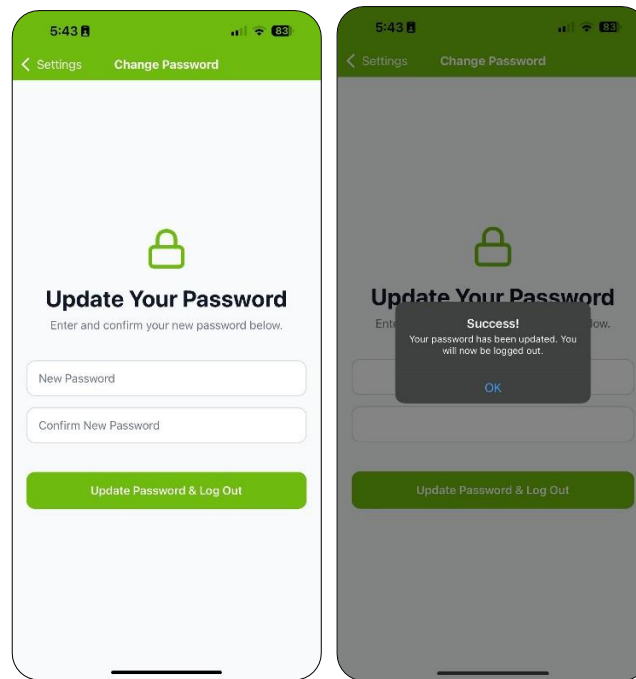 5:43
83
Settings
Change Password
Update Your Password
Enter and confirm your new password below.
New Password
Confirm New Password
Update Password & Log Out
5:43
83
Settings
Change Password
Update Your Password
Ente
low.
Success!
Your password has been updated. You
will now be logged out.
OK
Update Password & Log Out